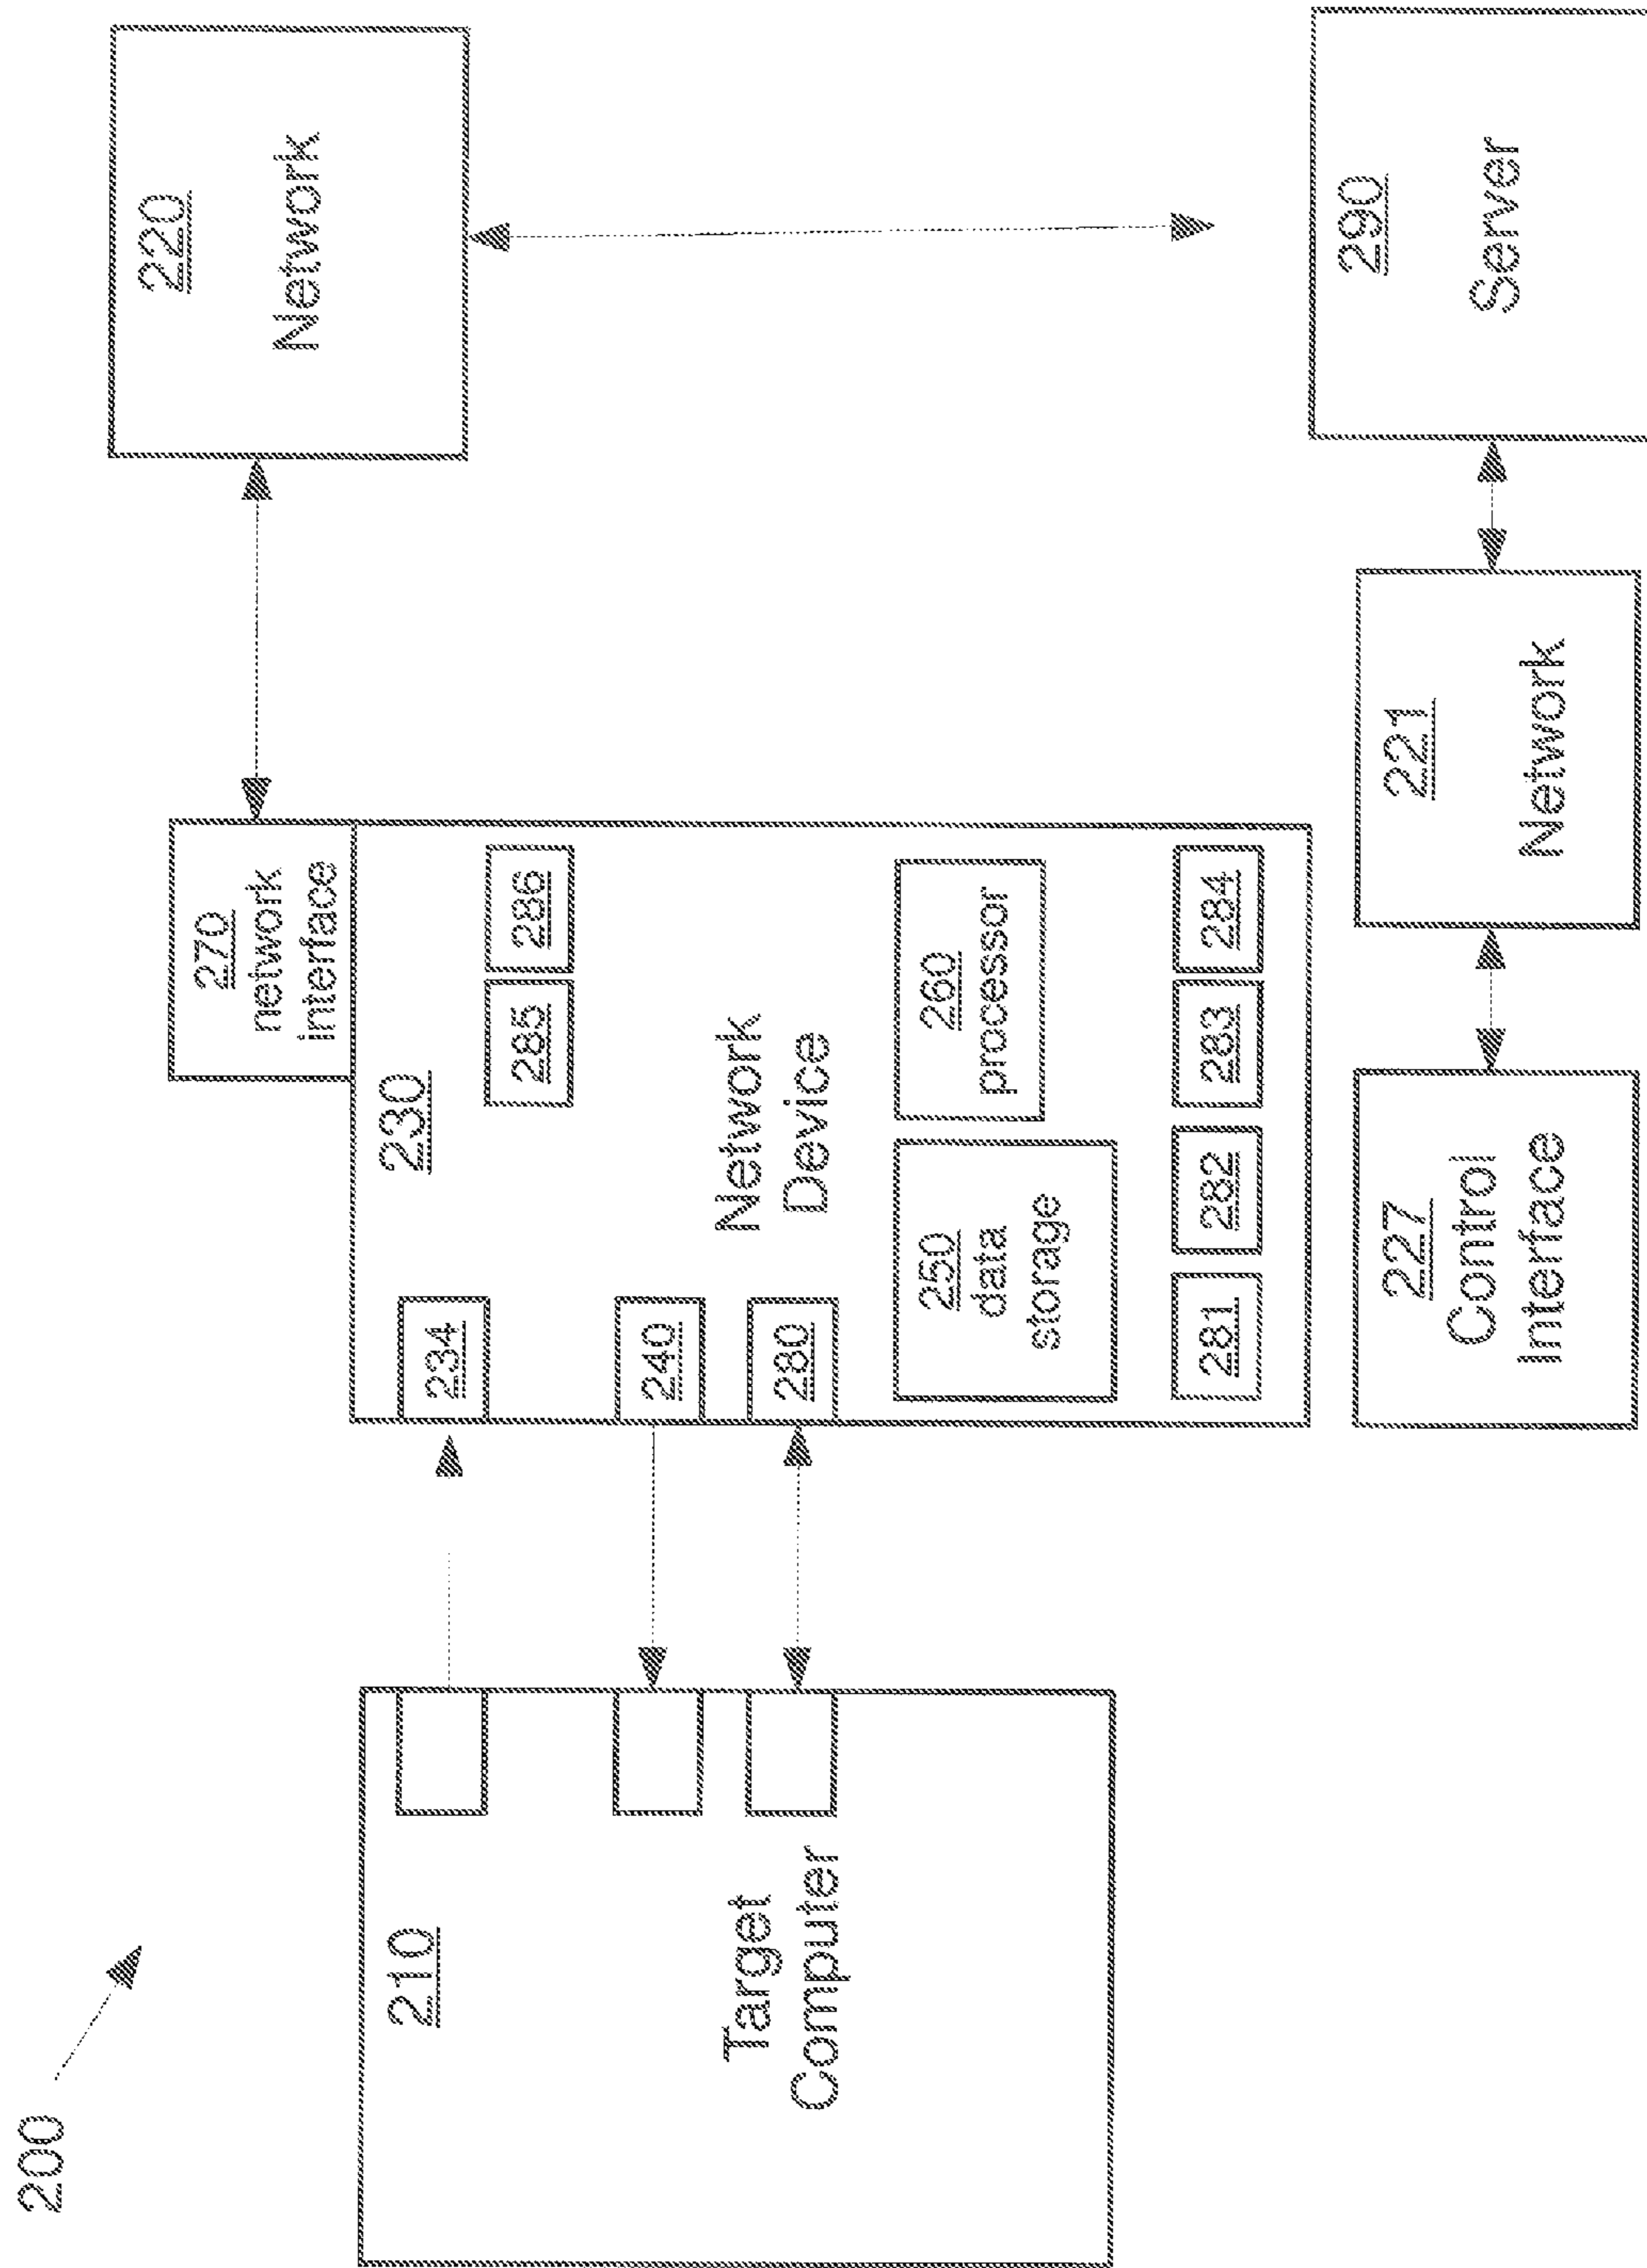 200
210
Target
Computer
230
234
240
280
Network
Device
285
286
250
data
storage
260
processor
281
282
283
284
270
network
interface
220
Network
227
Control
Interface
221
Network
290
Server